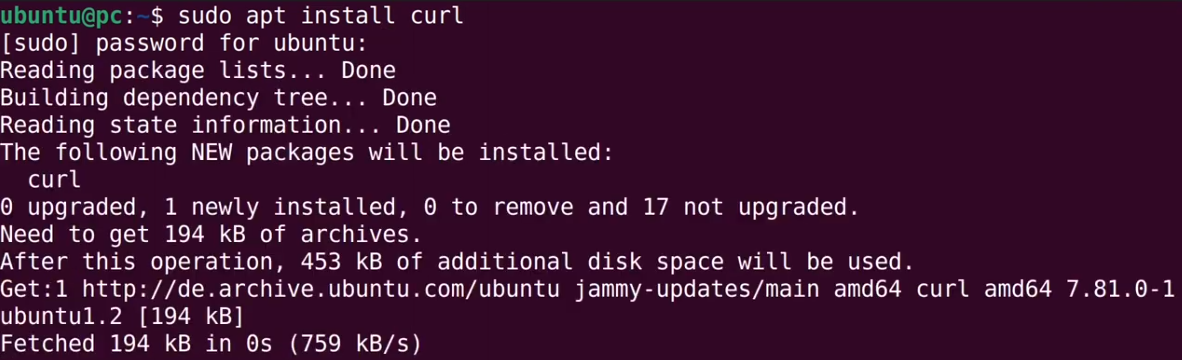 ubuntu@pc:~$ sudo apt install curl
[sudo] password for ubuntu:
Reading package lists... Done
Building dependency tree... Done
Reading state information... Done
The following NEW packages will be installed:
  curl
0 upgraded, 1 newly installed, 0 to remove and 17 not upgraded.
Need to get 194 kB of archives.
After this operation, 453 kB of additional disk space will be used.
Get:1 http://de.archive.ubuntu.com/ubuntu jammy-updates/main amd64 curl amd64 7.81.0-1
ubuntu1.2 [194 kB]
Fetched 194 kB in 0s (759 kB/s)